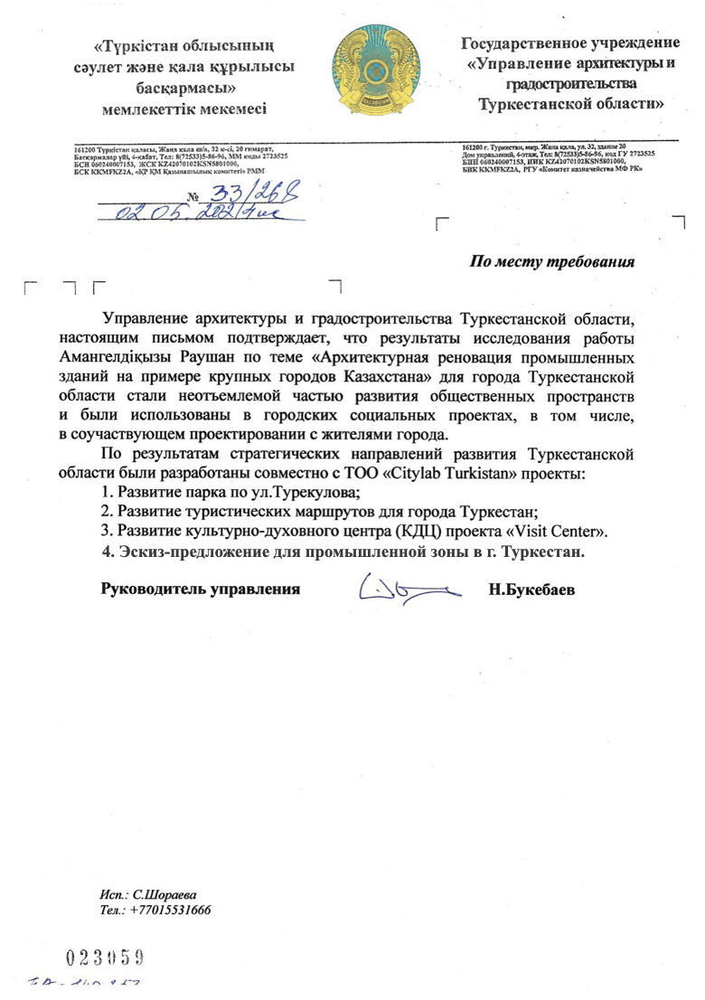 «Түркістан облысының
сәулет және қала құрылысы
басқармасы»
мемлекеттік мекемесі
Государственное учреждение
«Управление архитектуры и
градостроительства
Туркестанской области»
161200 Түркістан қаласы, Жаңа қала ш/а, 32 к-сі, 20 ғимарат,
Басқармалар үйі, 4-қабат, Тел: 8(72533)5-86-96, ММ коды 2723525
БСН 060240007153, ЖСК KZ42070102KSN5801000,
БСК KKMFKZ2A, «ҚР ҚМ Қазынашылық комитеті» РММ
161200 г. Туркестан, мкр. Жана қала, ул. 32, здание 20
Дом управлений, 4-этаж, Тел: 8(72533)5-86-96, код ГУ 2723525
БИН 060240007153, ИИК KZ42070102KSN5801000,
БИК KKMFKZ2A, РГУ «Комитет казначейства МФ РК»
№ 33/268
02 05. 2024
По месту требования
Управление архитектуры и градостроительства Туркестанской области,
настоящим письмом подтверждает, что результаты исследования работы
Амангелдіқызы Раушан по теме «Архитектурная реновация промышленных
зданий на примере крупных городов Казахстана» для города Туркестанской
области стали неотъемлемой частью развития общественных пространств
и были использованы в городских социальных проектах, в том числе,
в соучаствующем проектировании с жителями города.
По результатам стратегических направлений развития Туркестанской
области были разработаны совместно с ТОО «Citylab Turkistan» проекты:
1. Развитие парка по ул.Турекулова;
2. Развитие туристических маршрутов для города Туркестан;
3. Развитие культурно-духовного центра (КДЦ) проекта «Visit Center».
4. Эскиз-предложение для промышленной зоны в г. Туркестан.
Руководитель управления Н.Букебаев
Исп.: С.Шораева
Тел.: +77015531666
023059